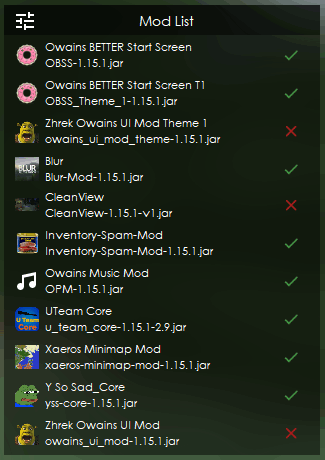 Mod List
Owains BETTER Start Screen
OBSS-1.15.1.jar
Owains BETTER Start Screen T1
OBSS_Theme_1-1.15.1.jar
Zhrek Owains UI Mod Theme 1
owains_ui_mod_theme-1.15.1.jar
BLUR
Blur
Blur-Mod-1.15.1.jar
CleanView
CleanView-1.15.1-v1.jar
Inventory-Spam-Mod
Inventory-Spam-Mod-1.15.1.jar
Owains Music Mod
OPM-1.15.1.jar
U Team
Core
UTeam Core
u_team_core-1.15.1-2.9.jar
Xaeros Minimap Mod
xaeros-minimap-mod-1.15.1.jar
Y So Sad_Core
yss-core-1.15.1.jar
Zhrek Owains UI Mod
owains_ui_mod-1.15.1.jar